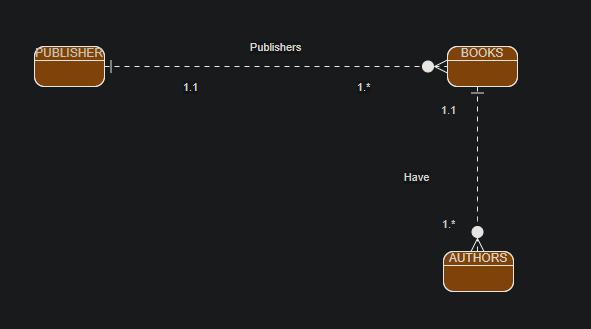 Publishers
PUBLISHER
BOOKS
1.1
1.*
1.1
Have
1.*
AUTHORS